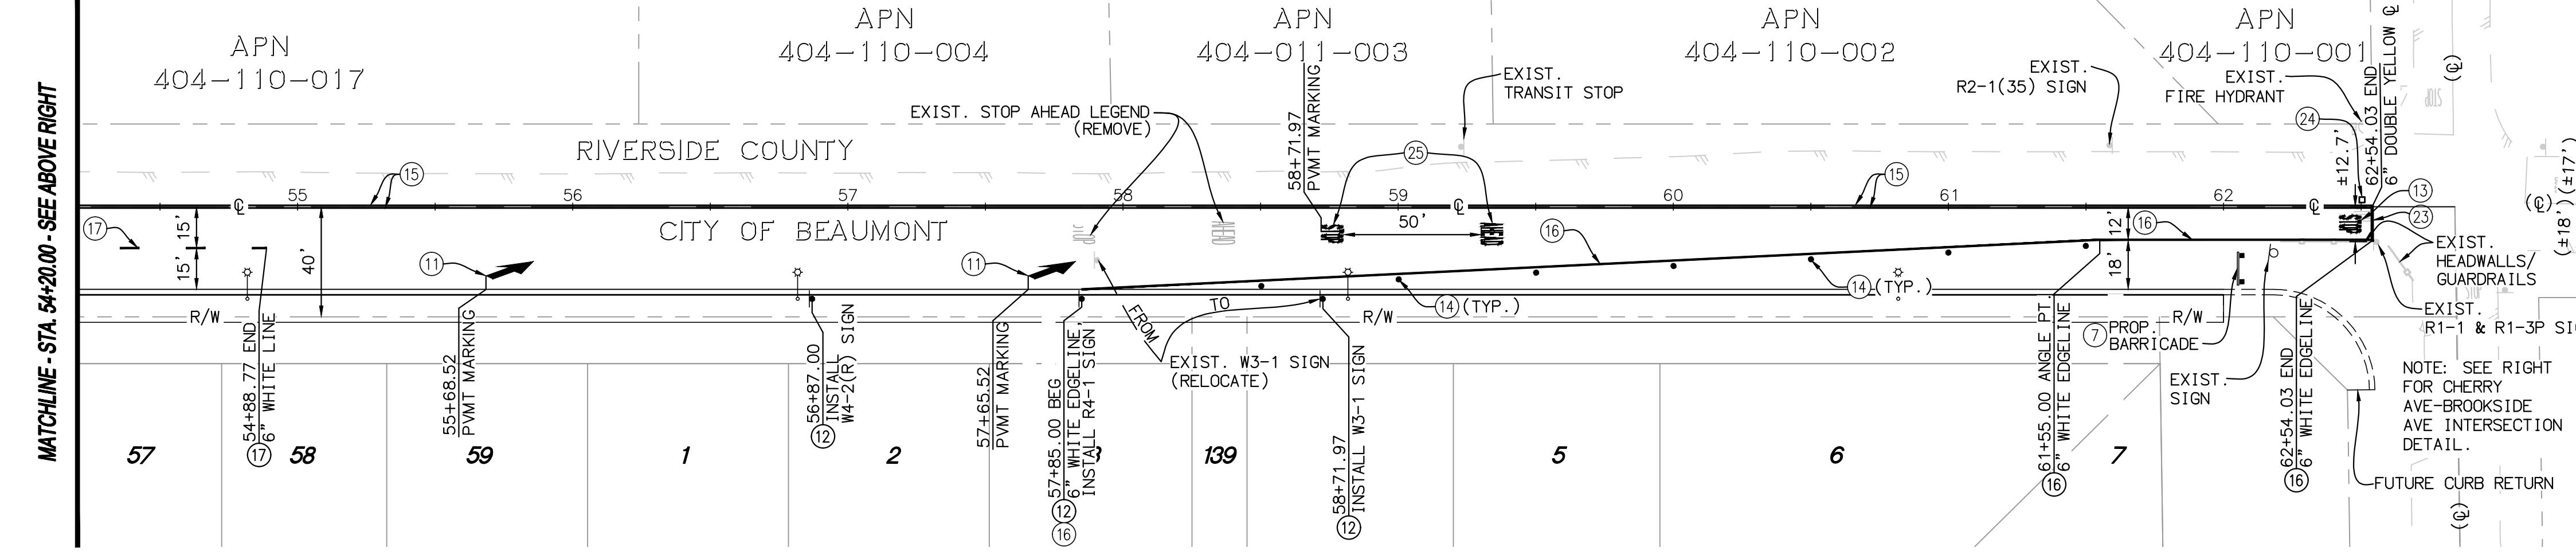 MATCHLINE - STA. 54+20.00 - SEE ABOVE RIGHT
APN
404-110-017
APN
404-110-004
APN
404-011-003
APN
404-110-002
APN
404-110-001
EXIST. STOP AHEAD LEGEND
(REMOVE)
58+71.97
PVMT MARKING
EXIST.
TRANSIT STOP
EXIST.
R2-1(35) SIGN
EXIST.
FIRE HYDRANT
24
±12.7'
62+54.03 END
6" DOUBLE YELLOW ℄
RIVERSIDE COUNTY
CITY OF BEAUMONT
15
25
15
℄
55
56
57
58
59
℄
60
61
62
℄
13
23
STOP
(℄)
(℄)
(±18')(±17')
17
15'
15'
40'
11
11
STOP
AHEAD
50'
16
16
12'
18'
14 (TYP.)
14 (TYP.)
FROM
TO
EXIST.
HEADWALLS/
GUARDRAILS
EXIST.
R1-1 & R1-3P SI
R/W
R/W
R/W
7 PROP.
BARRICADE
EXIST. W3-1 SIGN
(RELOCATE)
EXIST.
SIGN
STOP
54+88.77 END
6" WHITE LINE
17
55+68.52
PVMT MARKING
56+87.00
INSTALL
W4-2(R) SIGN
12
57+65.52
PVMT MARKING
57+85.00 BEG
6" WHITE EDGELINE,
INSTALL R4-1 SIGN
12
16
58+71.97
INSTALL W3-1 SIGN
12
61+55.00 ANGLE PT.
6" WHITE EDGELINE
16
62+54.03 END
6" WHITE EDGELINE
16
NOTE: SEE RIGHT
FOR CHERRY
AVE-BROOKSIDE
AVE INTERSECTION
DETAIL.
FUTURE CURB RETURN
(℄)
57
58
59
1
2
139
5
6
7